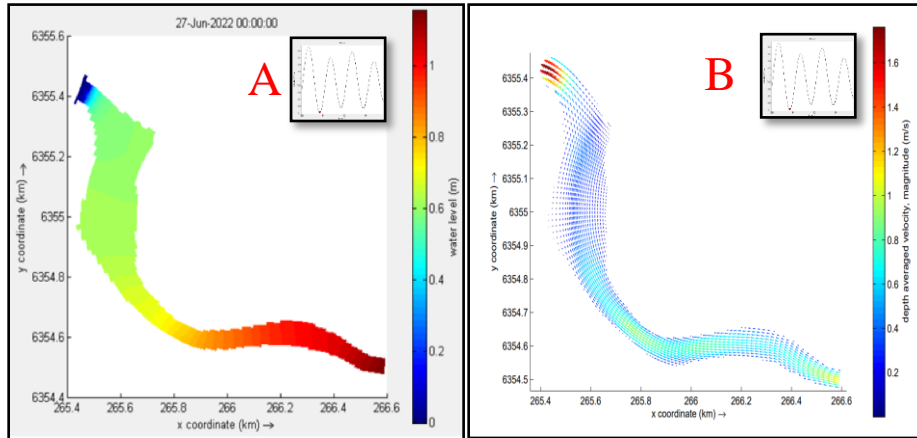 27-Jun-2022 00:00:00
A
6355.6
6355.4
6355.2
6355
6354.8
6354.6
6354.4
y coordinate (km) →
265.4 265.6 265.8 266 266.2 266.4 266.6
x coordinate (km) →
1
0.8
0.6
0.4
0.2
0
water level (m)
B
6355.4
6355.3
6355.2
6355.1
6355
6354.9
6354.8
6354.7
6354.6
6354.5
y coordinate (km) →
265.4 265.6 265.8 266 266.2 266.4 266.6
x coordinate (km) →
1.6
1.4
1.2
1
0.8
0.6
0.4
0.2
depth averaged velocity, magnitude (m/s)